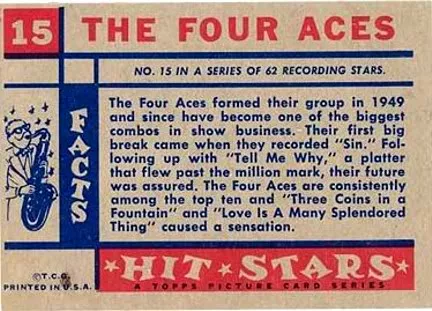 15
THE FOUR ACES
NO. 15 IN A SERIES OF 62 RECORDING STARS.
FACTS
The Four Aces formed their group in 1949
and since have become one of the biggest
combos in show business. Their first big
break came when they recorded "Sin." Fol-
lowing up with "Tell Me Why," a platter
that flew past the million mark, their future
was assured. The Four Aces are consistently
among the top ten and "Three Coins in a
Fountain" and "Love Is A Many Splendored
Thing" caused a sensation.
©T.C.G.
PRINTED IN U.S.A.
★HIT★STARS★
A TOPPS PICTURE CARD SERIES